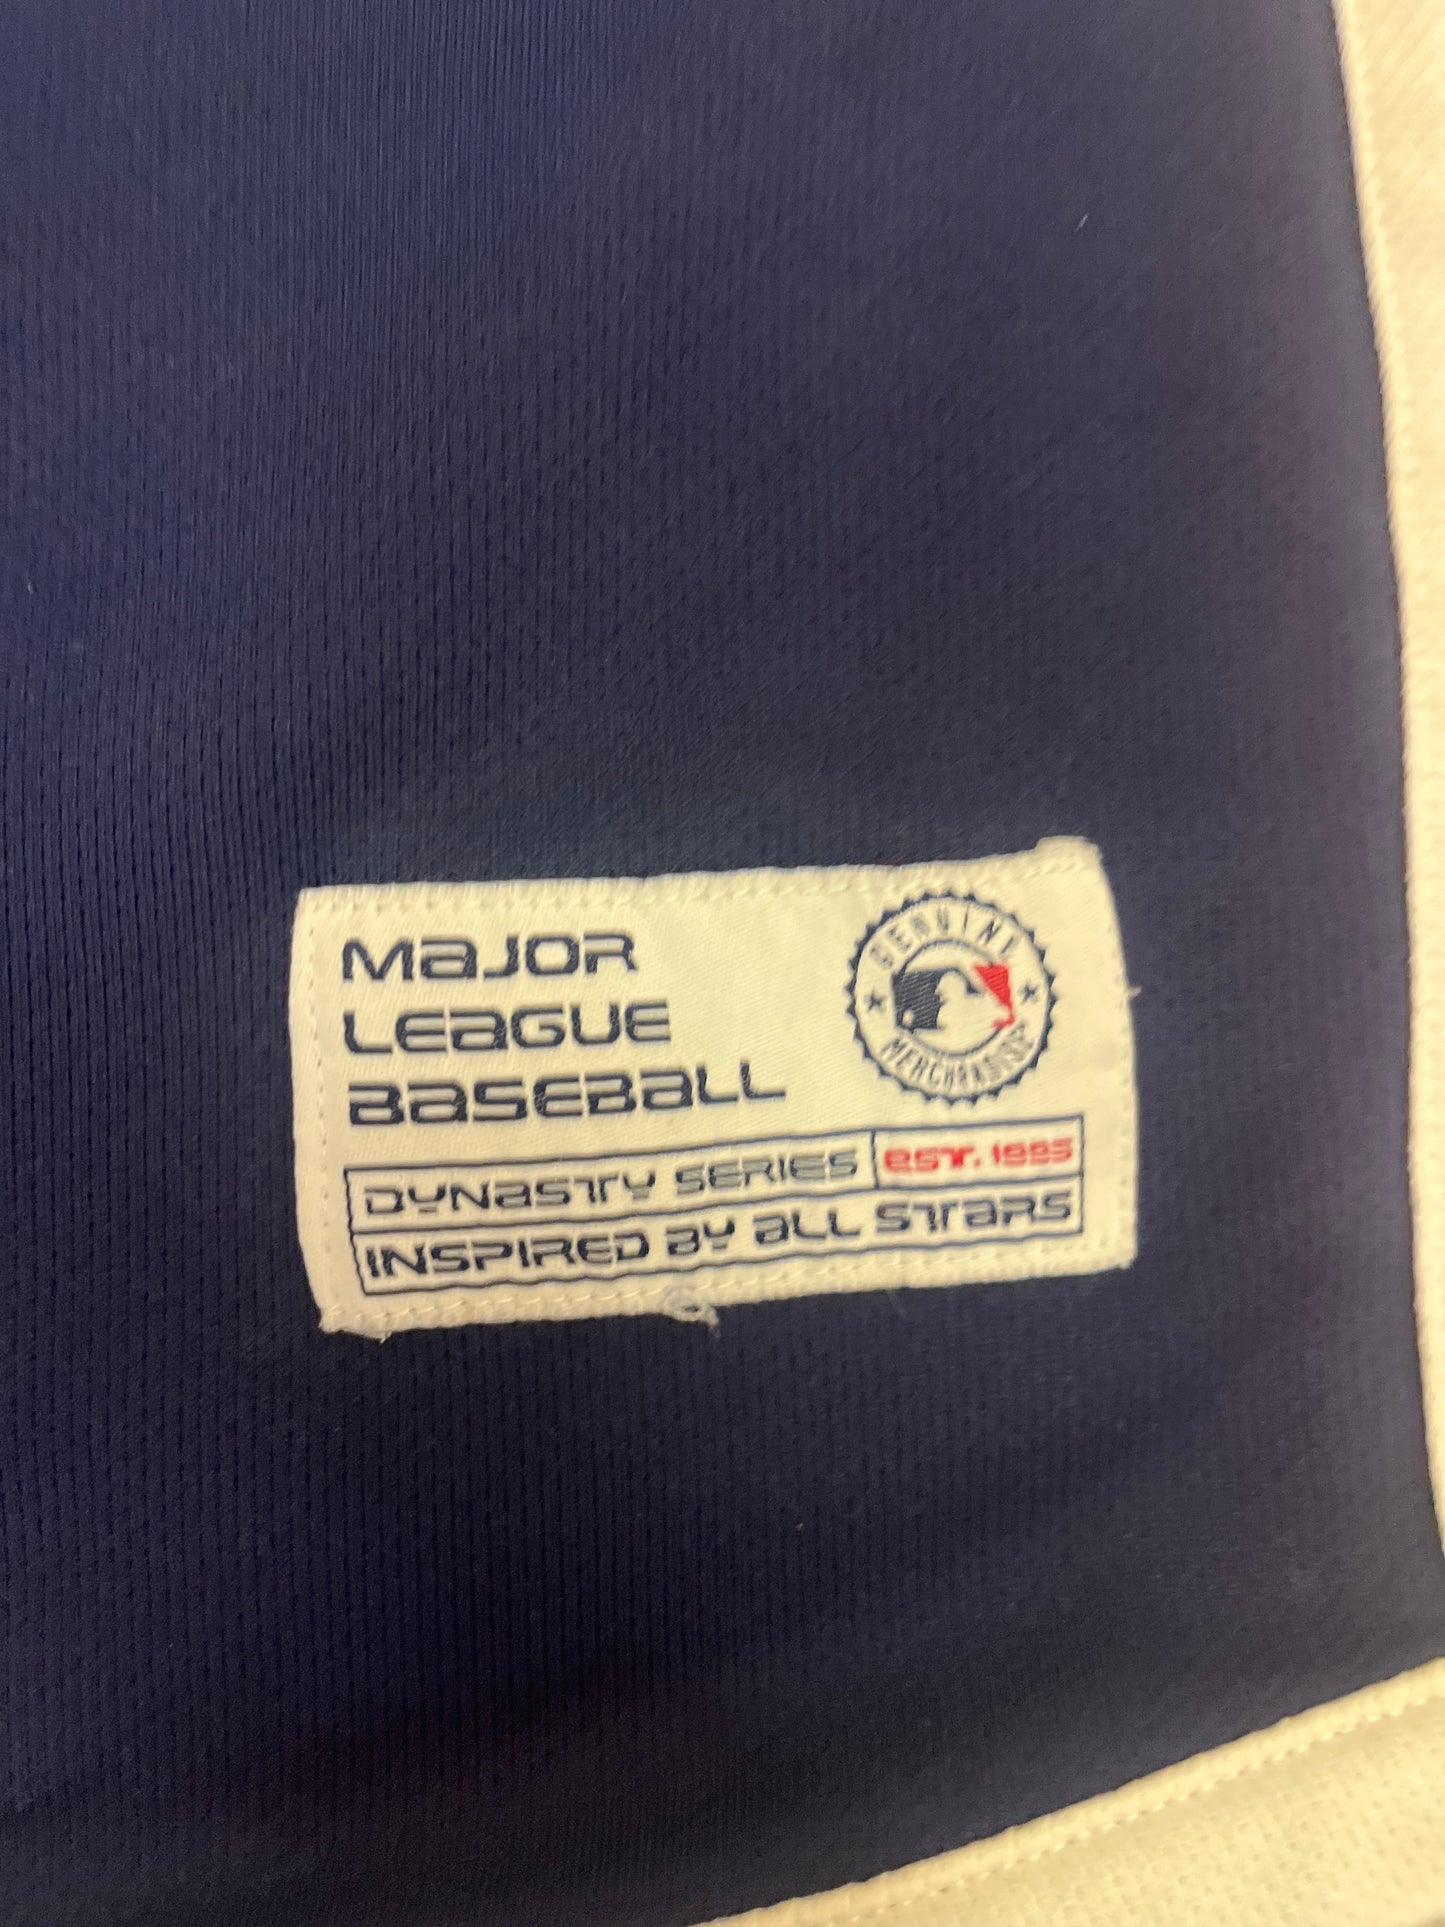 MaJOR
LEaGUE
BaSEBaLL
GENUINE
MERCHANDISE
DYNaSTY SERIES
eST. 1995
INSPIRED BY aLL STaRS